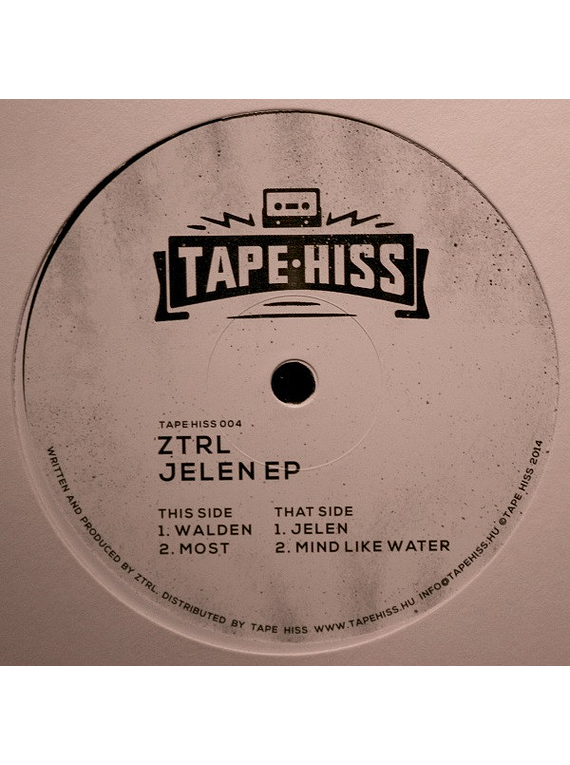 TAPE·HISS
TAPE HISS 004
ZTRL
JELEN EP
THIS SIDE
1. WALDEN
2. MOST
THAT SIDE
1. JELEN
2. MIND LIKE WATER
WRITTEN AND PRODUCED BY ZTRL. DISTRIBUTED BY TAPE HISS WWW.TAPEHISS.HU INFO@TAPEHISS.HU ©TAPE HISS 2014